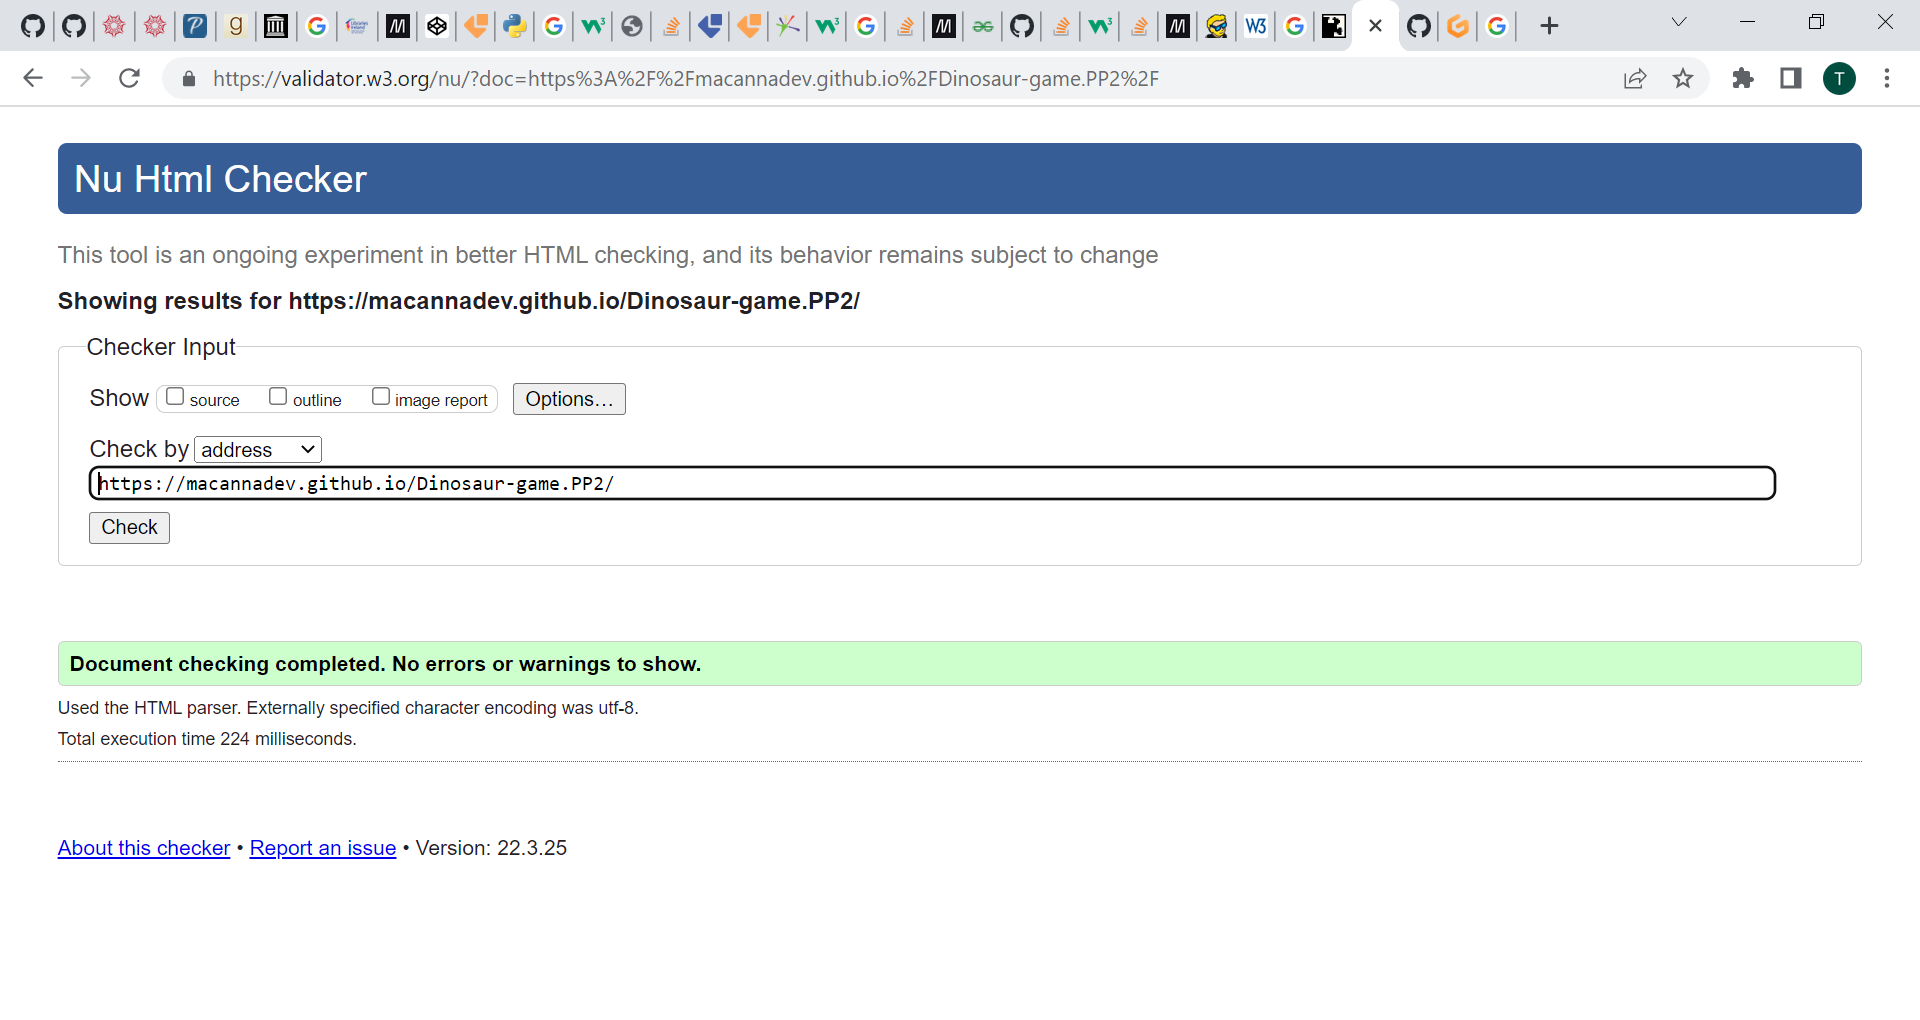 https://validator.w3.org/nu/?doc=https%3A%2F%2Fmacannadev.github.io%2FDinosaur-game.PP2%2F
T
Nu Html Checker
This tool is an ongoing experiment in better HTML checking, and its behavior remains subject to change
Showing results for https://macannadev.github.io/Dinosaur-game.PP2/
Checker Input
Show source outline image report Options…
Check by address
https://macannadev.github.io/Dinosaur-game.PP2/
Check
Document checking completed. No errors or warnings to show.
Used the HTML parser. Externally specified character encoding was utf-8.
Total execution time 224 milliseconds.
About this checker • Report an issue • Version: 22.3.25